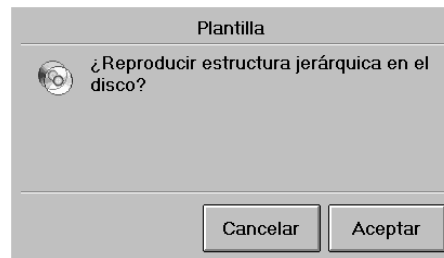 Plantilla
¿Reproducir estructura jerárquica en el
disco?
Cancelar
Aceptar